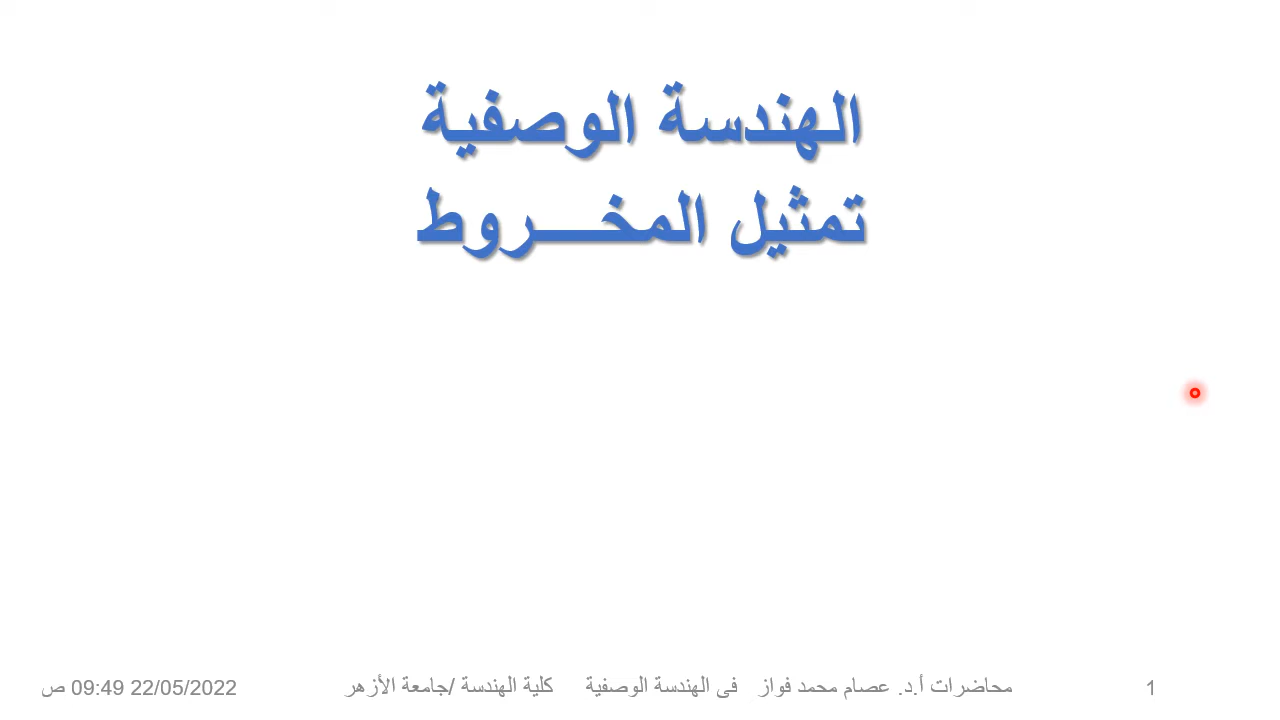 الهندسة الوصفية
تمثيل المخـــــروط
1 محاضرات أ.د. عصام محمد فواز فى الهندسة الوصفية كلية الهندسة /جامعة الأزهر 22/05/2022 09:49 ص